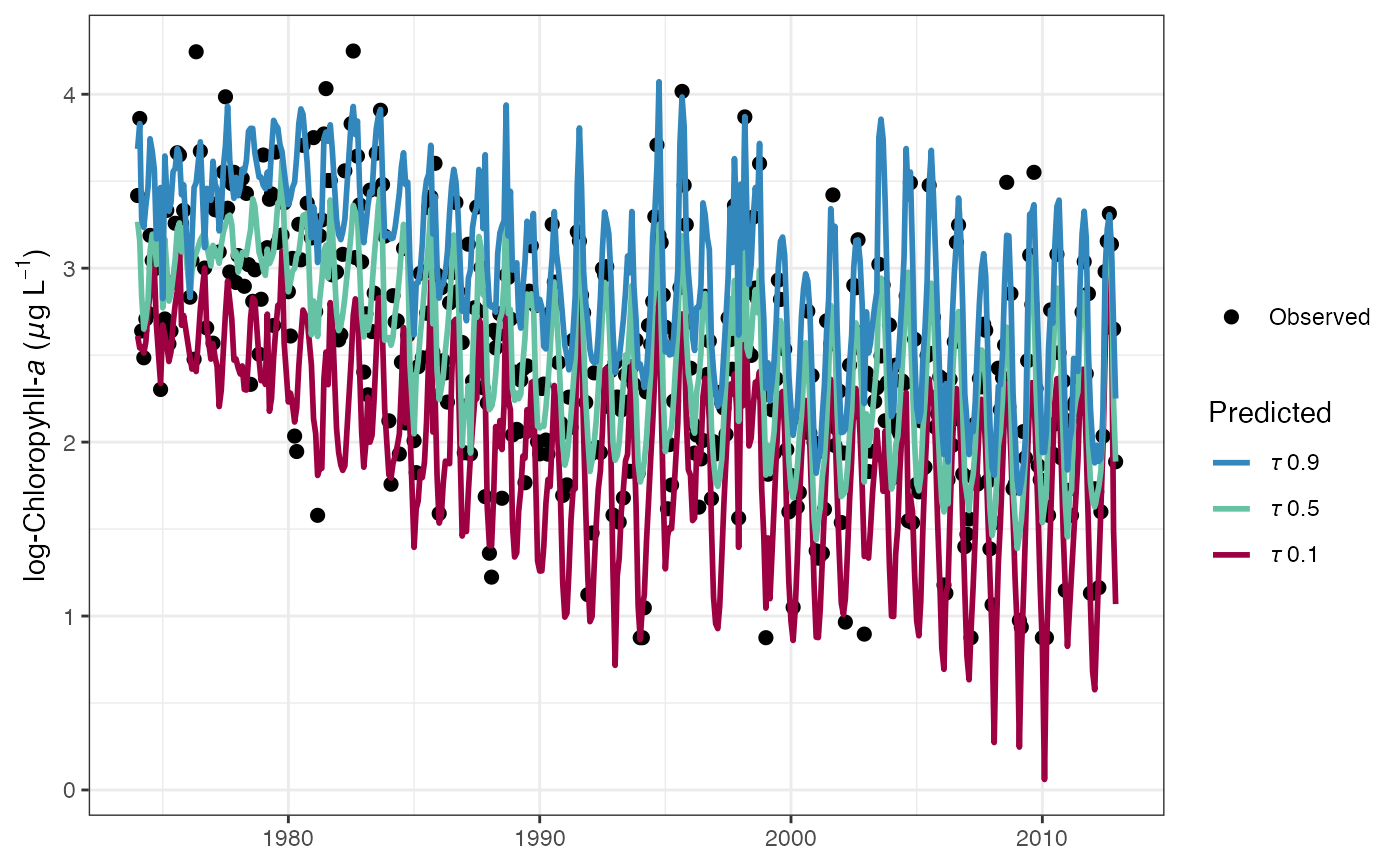 log-Chlorophyll-a (μg L⁻¹)
4
3
2
1
0
1980 1990 2000 2010
Observed
Predicted
τ 0.9
τ 0.5
τ 0.1